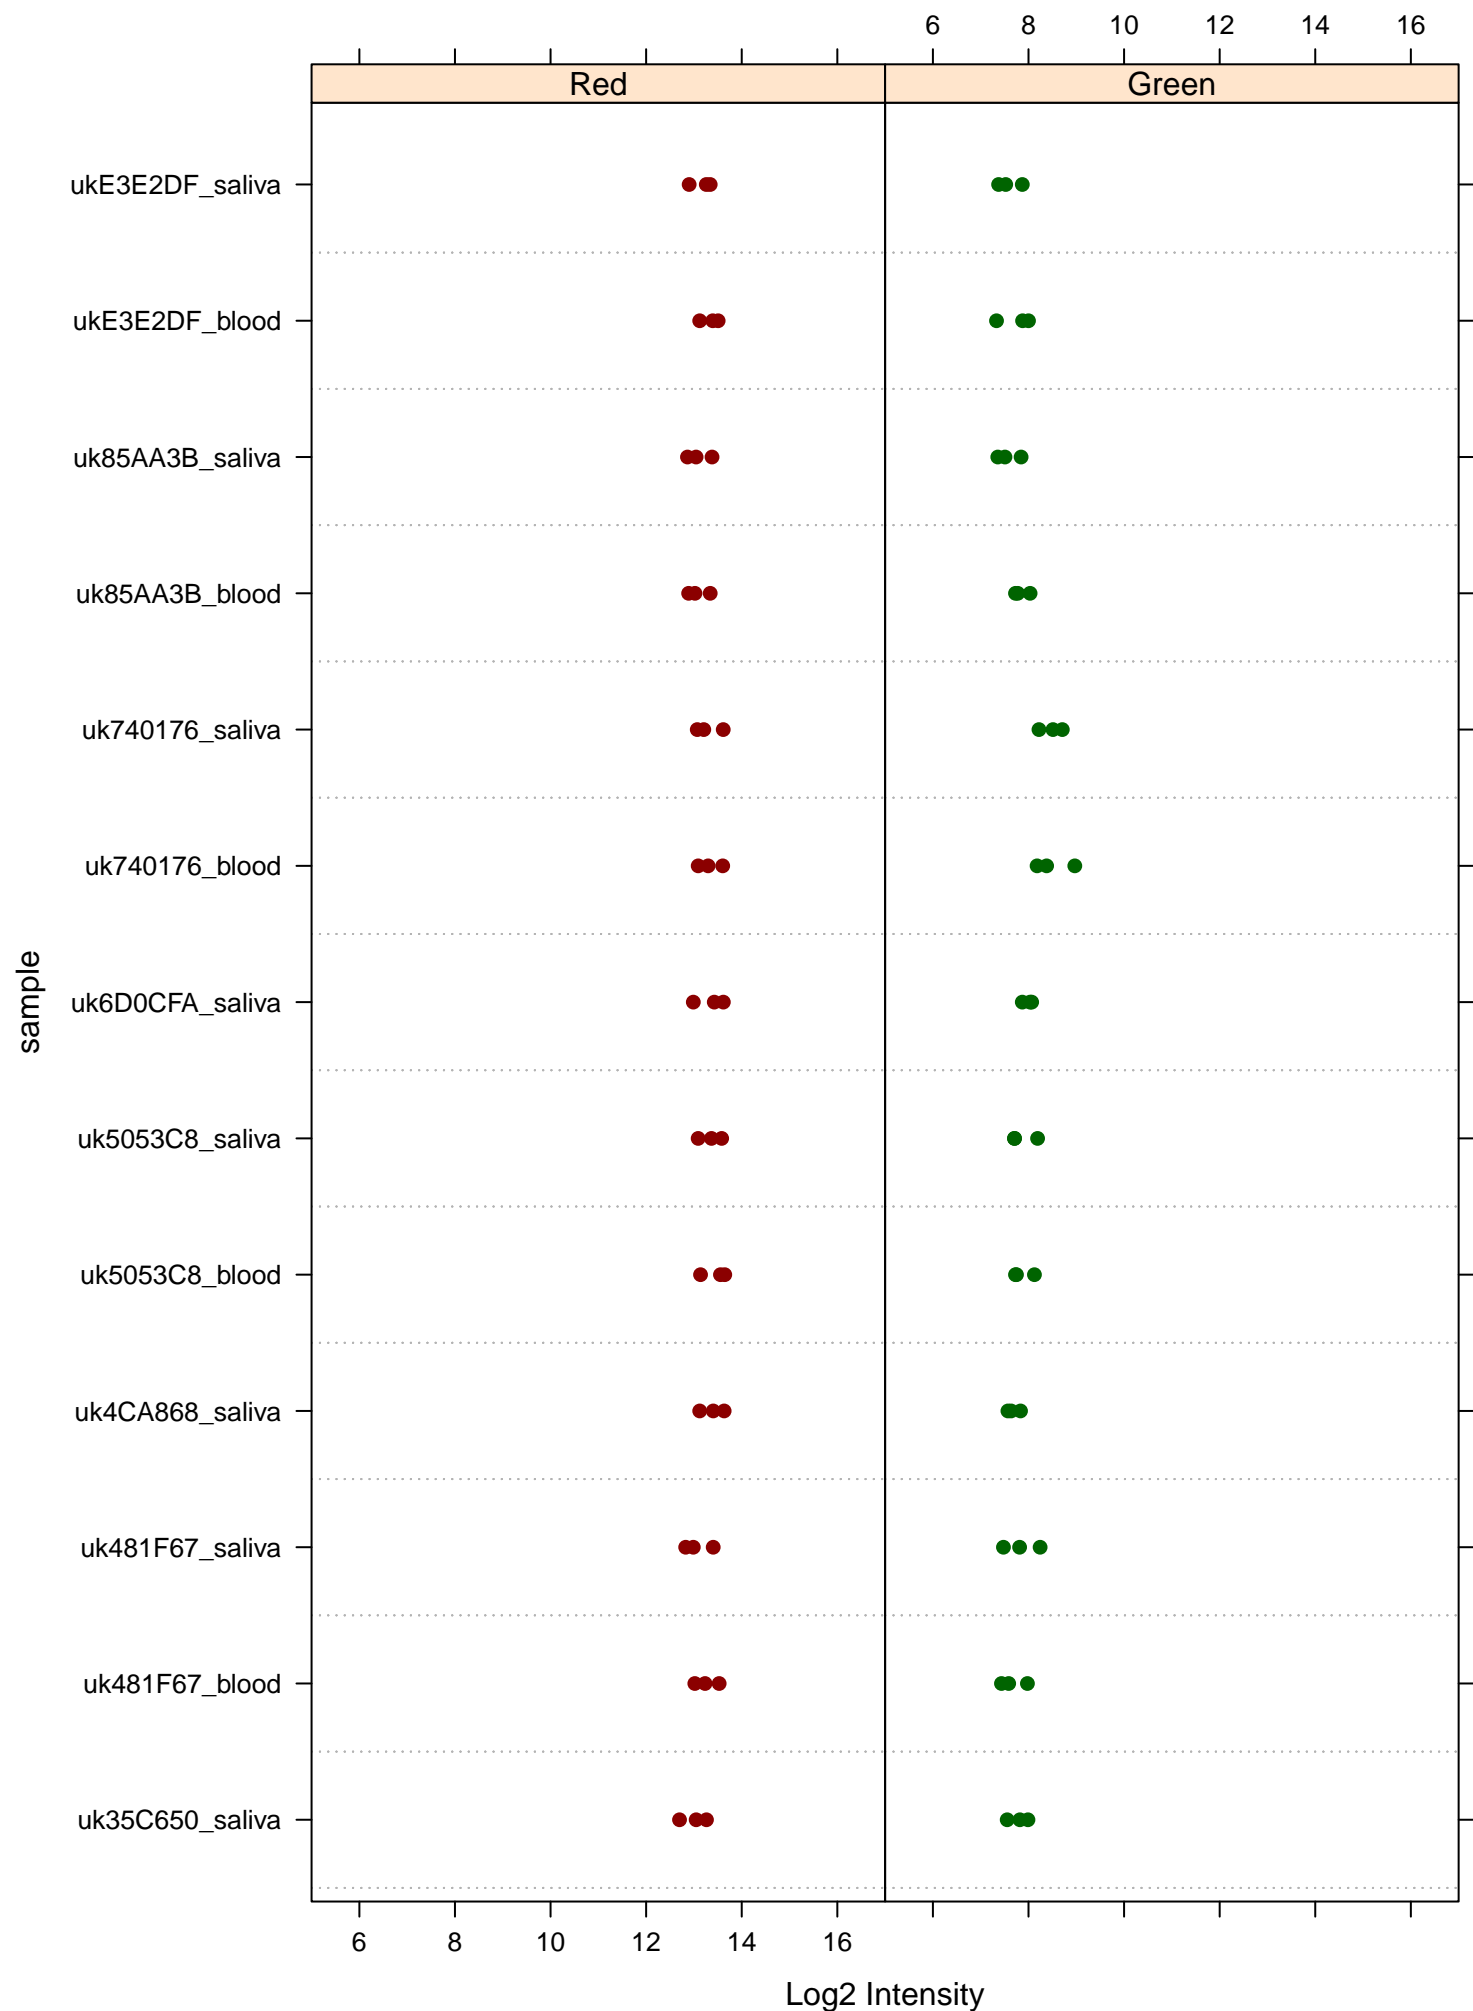 6 8 10 12 14 16
Red Green
ukE3E2DF_saliva
ukE3E2DF_blood
uk85AA3B_saliva
uk85AA3B_blood
uk740176_saliva
uk740176_blood
uk6D0CFA_saliva
uk5053C8_saliva
uk5053C8_blood
uk4CA868_saliva
uk481F67_saliva
uk481F67_blood
uk35C650_saliva
sample
6 8 10 12 14 16
Log2 Intensity